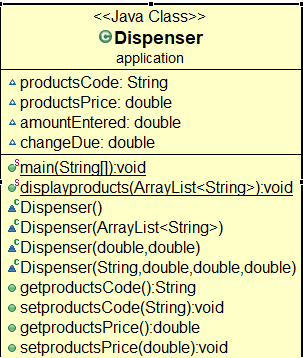 <<Java Class>>
Dispenser
application
productsCode: String
productsPrice: double
amountEntered: double
changeDue: double
main(String[]):void
displayproducts(ArrayList<String>):void
Dispenser()
Dispenser(ArrayList<String>)
Dispenser(double,double)
Dispenser(String,double,double,double)
getproductsCode():String
setproductsCode(String):void
getproductsPrice():double
setproductsPrice(double):void